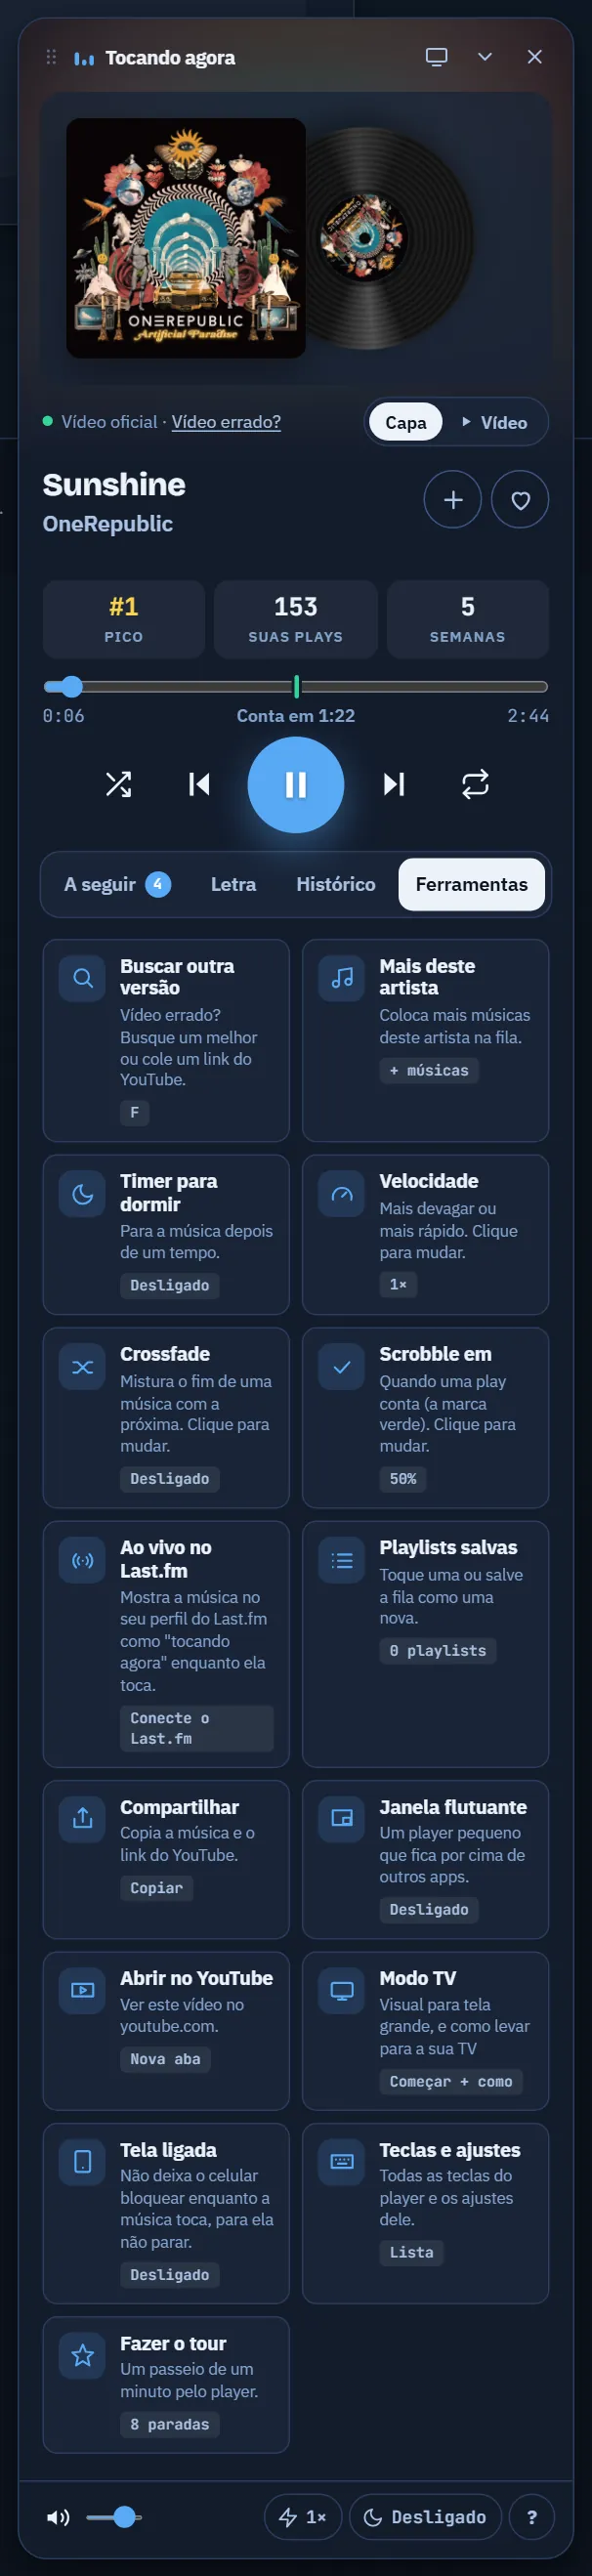 Tocando agora
ONEREPUBLIC
Artificial Paradise
Vídeo oficial · Vídeo errado?
Capa
Vídeo
Sunshine
OneRepublic
#1
PICO
153
SUAS PLAYS
5
SEMANAS
0:06
Conta em 1:22
2:44
A seguir 4
Letra
Histórico
Ferramentas
Buscar outra
versão
Vídeo errado?
Busque um melhor
ou cole um link do
YouTube.
F
Mais deste
artista
Coloca mais músicas
deste artista na fila.
+ músicas
Timer para
dormir
Para a música depois
de um tempo.
Desligado
Velocidade
Mais devagar ou
mais rápido. Clique
para mudar.
1×
Crossfade
Mistura o fim de uma
música com a
próxima. Clique para
mudar.
Desligado
Scrobble em
Quando uma play
conta (a marca
verde). Clique para
mudar.
50%
Ao vivo no
Last.fm
Mostra a música no
seu perfil do Last.fm
como "tocando
agora" enquanto ela
toca.
Conecte o
Last.fm
Playlists salvas
Toque uma ou salve
a fila como uma
nova.
0 playlists
Compartilhar
Copia a música e o
link do YouTube.
Copiar
Janela flutuante
Um player pequeno
que fica por cima de
outros apps.
Desligado
Abrir no YouTube
Ver este vídeo no
youtube.com.
Nova aba
Modo TV
Visual para tela
grande, e como levar
para a sua TV
Começar + como
Tela ligada
Não deixa o celular
bloquear enquanto a
música toca, para ela
não parar.
Desligado
Teclas e ajustes
Todas as teclas do
player e os ajustes
dele.
Lista
Fazer o tour
Um passeio de um
minuto pelo player.
8 paradas
1×
Desligado
?